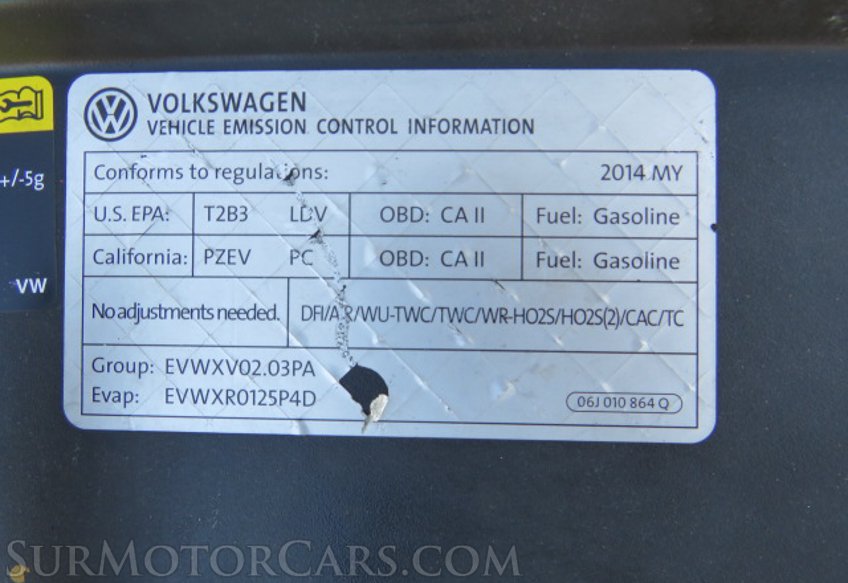 VOLKSWAGEN
VEHICLE EMISSION CONTROL INFORMATION
Conforms to regulations:
2014 MY
U.S. EPA: T2B3 LDV OBD: CA II Fuel: Gasoline
California: PZEV PC OBD: CA II Fuel: Gasoline
No adjustments needed. DFI/AIR/WU-TWC/TWC/WR-HO2S/HO2S(2)/CAC/TC
Group: EVWXV02.03PA
Evap: EVWXR0125P4D
06J 010 864 Q
+/-5g
VW
SURMOTORCARS.COM